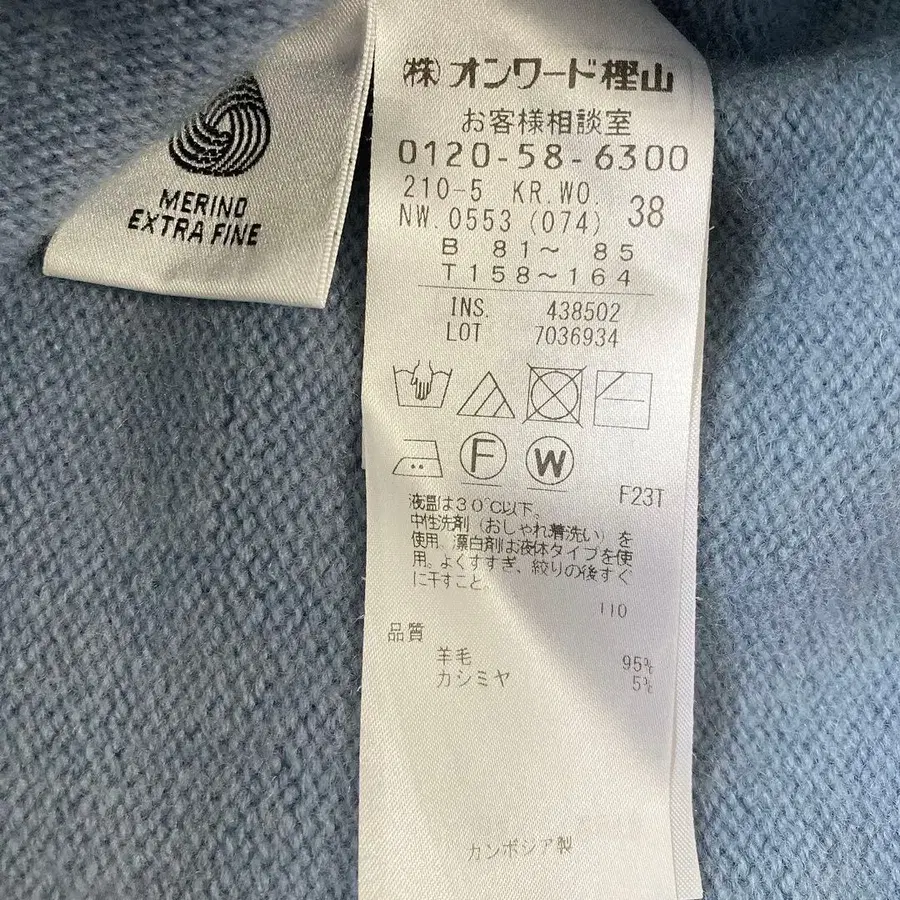 MERINO
EXTRA FINE
㈱オンワード樫山
お客様相談室
0120-58-6300
210-5 KR.WO.
NW.0553(074) 38
B 81～ 85
T158～164
INS. 438502
LOT 7036934
F W
F23T
液温は30℃以下。
中性洗剤（おしゃれ着洗い）を
使用。漂白剤は液体タイプを使
用。よくすすぎ、絞りの後すぐ
に干すこと。
110
品質
羊毛 95%
カシミヤ 5%
カンボジア製